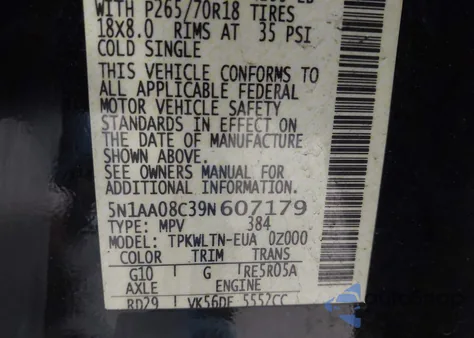 WITH P265/70R18 TIRES
18X8.0 RIMS AT 35 PSI
COLD SINGLE
THIS VEHICLE CONFORMS TO
ALL APPLICABLE FEDERAL
MOTOR VEHICLE SAFETY
STANDARDS IN EFFECT ON
THE DATE OF MANUFACTURE
SHOWN ABOVE.
SEE OWNERS MANUAL FOR
ADDITIONAL INFORMATION.
5N1AA08C39N607179
TYPE: MPV 384
MODEL: TPKWLTN-EUA 0Z000
COLOR TRIM TRANS
G10 G RE5R05A
AXLE ENGINE
RD29 VK56DE 5552CC